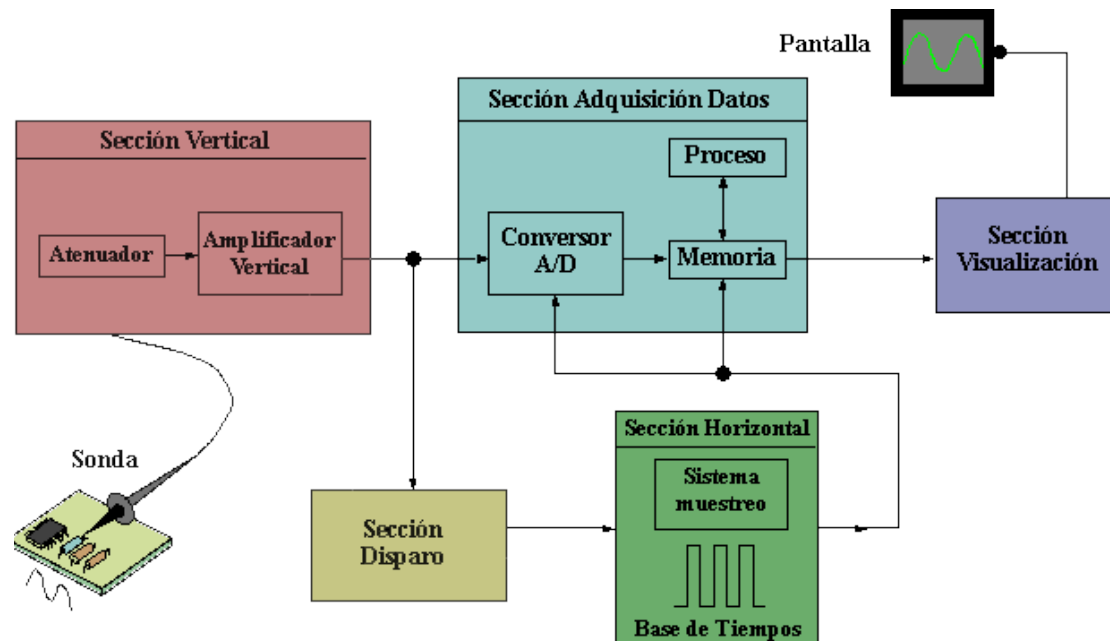 Pantalla
Sección Adquisición Datos
Sección Vertical
Proceso
Atenuador
Amplificador
Vertical
Conversor
A/D
Memoria
Sección
Visualización
Sonda
Sección Horizontal
Sistema
muestreo
Sección
Disparo
Base de Tiempos